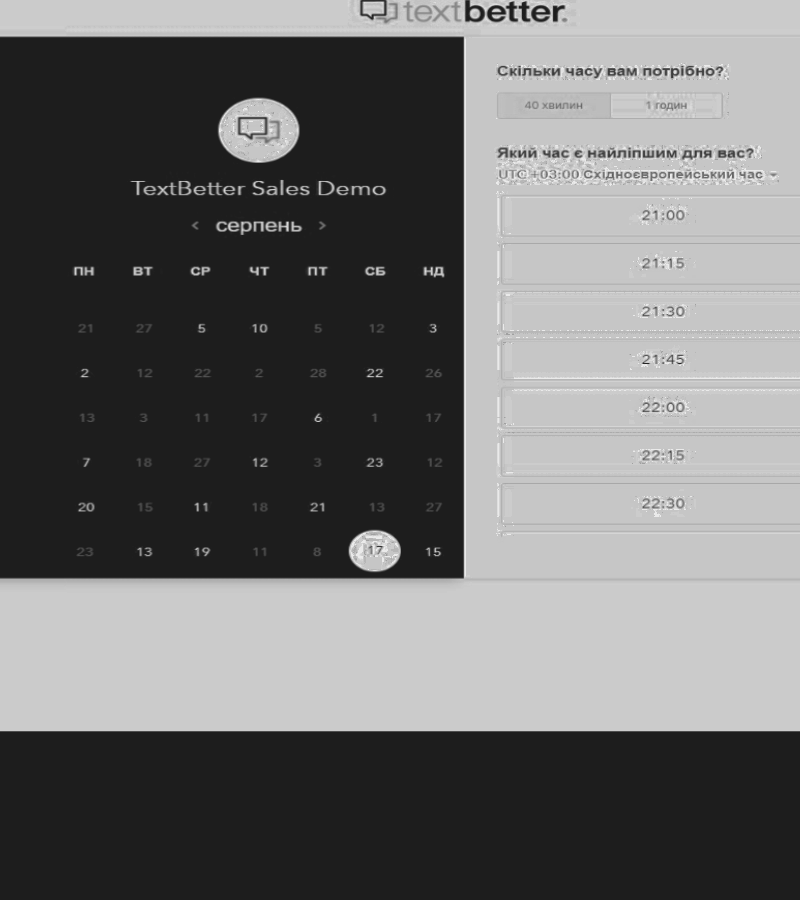 textbetter.
TextBetter Sales Demo
‹ серпень ›
ПН ВТ СР ЧТ ПТ СБ НД
21 27 5 10 5 12 3
2 12 22 2 28 22 26
13 3 11 17 6 1 17
7 18 27 12 3 23 12
20 15 11 18 21 13 27
23 13 19 11 8 17 15
Скільки часу вам потрібно?
40 хвилин 1 годин
Який час є найліпшим для вас?
UTC +03:00 Східноєвропейський час
21:00
21:15
21:30
21:45
22:00
22:15
22:30